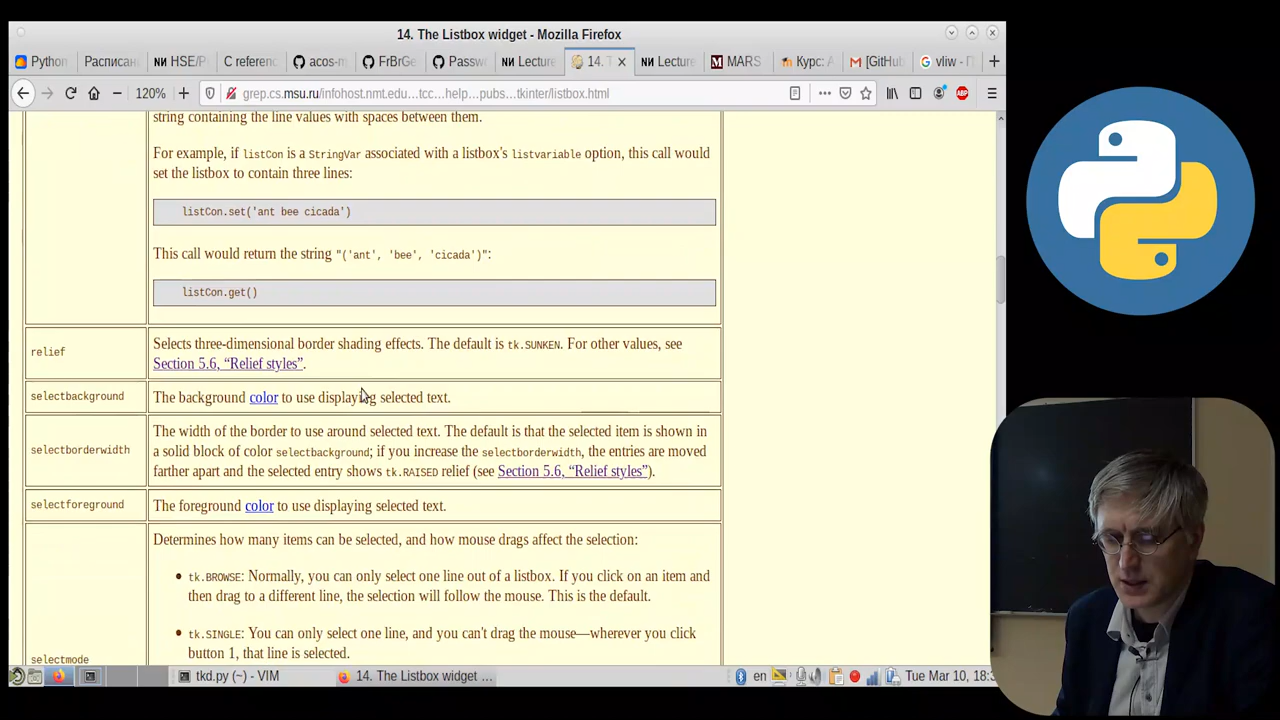 14. The Listbox widget - Mozilla Firefox
Python
Расписани
HSE/P
C referenc
acos-m
FrBrGe
Passw
Lecture
14. T
Lecture
MARS
Курс: A
[GitHub
vliw - П
120%
grep.cs.msu.ru/infohost.nmt.edu...tcc...help...pubs...tkinter/listbox.html
string containing the line values with spaces between them.
For example, if listCon is a StringVar associated with a listbox's listvariable option, this call would
set the listbox to contain three lines:
listCon.set('ant bee cicada')
This call would return the string "('ant', 'bee', 'cicada')":
listCon.get()
relief
Selects three-dimensional border shading effects. The default is tk.SUNKEN. For other values, see
Section 5.6, “Relief styles”.
selectbackground
The background color to use displaying selected text.
selectborderwidth
The width of the border to use around selected text. The default is that the selected item is shown in
a solid block of color selectbackground; if you increase the selectborderwidth, the entries are moved
farther apart and the selected entry shows tk.RAISED relief (see Section 5.6, “Relief styles”).
selectforeground
The foreground color to use displaying selected text.
selectmode
Determines how many items can be selected, and how mouse drags affect the selection:
• tk.BROWSE: Normally, you can only select one line out of a listbox. If you click on an item and
then drag to a different line, the selection will follow the mouse. This is the default.
• tk.SINGLE: You can only select one line, and you can't drag the mouse—wherever you click
button 1, that line is selected.
tkd.py (~) - VIM
14. The Listbox widget ...
en
Tue Mar 10, 18:3